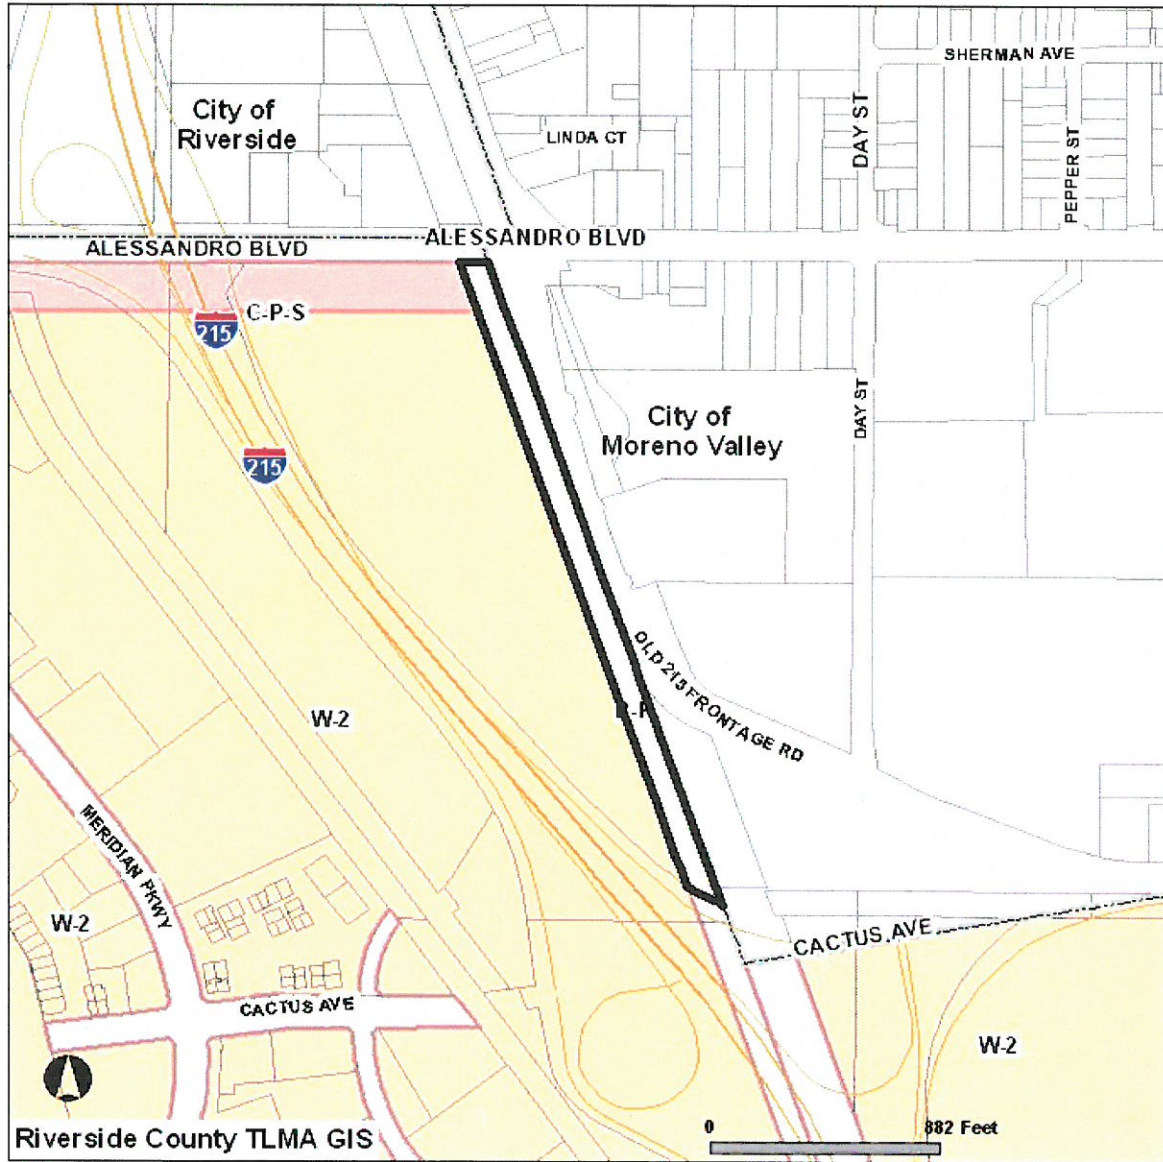 SHERMAN AVE
City of
Riverside
LINDA CT
DAY ST
PEPPER ST
ALESSANDRO BLVD
ALESSANDRO BLVD
C-P-S
215
215
City of
Moreno Valley
DAY ST
OLD 215 FRONTAGE RD
W-2
MERIDIAN PKWY
W-2
CACTUS AVE
CACTUS AVE
W-2
0
882 Feet
Riverside County TLMA GIS